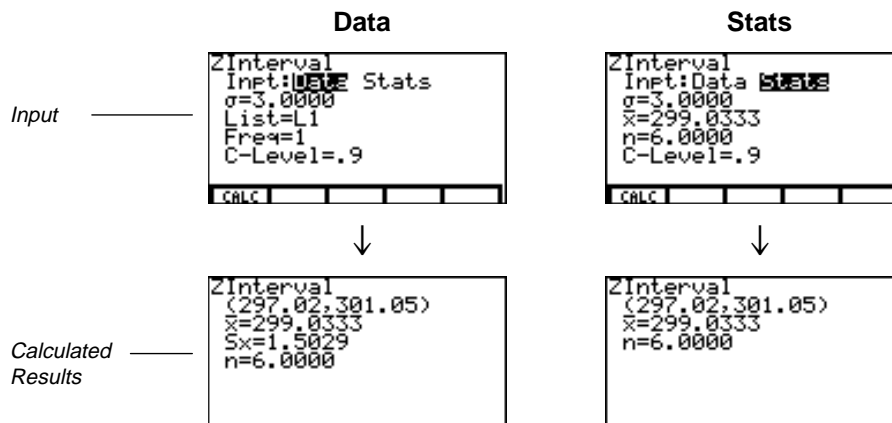 Data
Stats
Input
ZInterval
Inpt:Data Stats
σ=3.0000
List=L1
Freq=1
C-Level=.9
CALC
ZInterval
Inpt:Data Stats
σ=3.0000
x̄=299.0333
n=6.0000
C-Level=.9
CALC
↓
↓
Calculated
Results
ZInterval
(297.02,301.05)
x̄=299.0333
Sx=1.5029
n=6.0000
ZInterval
(297.02,301.05)
x̄=299.0333
n=6.0000